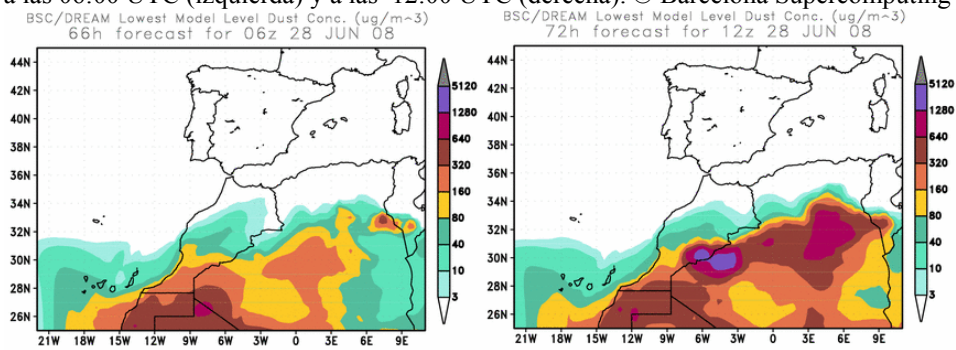 a las 06:00 UTC (izquierda) y a las 12:00 UTC (derecha). © Barcelona Supercomputing
BSC/DREAM Lowest Model Level Dust Conc. (ug/m^3)
66h forecast for 06z 28 JUN 08
44N
42N
40N
38N
36N
34N
32N
30N
28N
26N
21W 18W 15W 12W 9W 6W 3W 0 3E 6E 9E
5120
1280
640
320
160
80
40
10
3
BSC/DREAM Lowest Model Level Dust Conc. (ug/m^3)
72h forecast for 12z 28 JUN 08
44N
42N
40N
38N
36N
34N
32N
30N
28N
26N
21W 18W 15W 12W 9W 6W 3W 0 3E 6E 9E
5120
1280
640
320
160
80
40
10
3